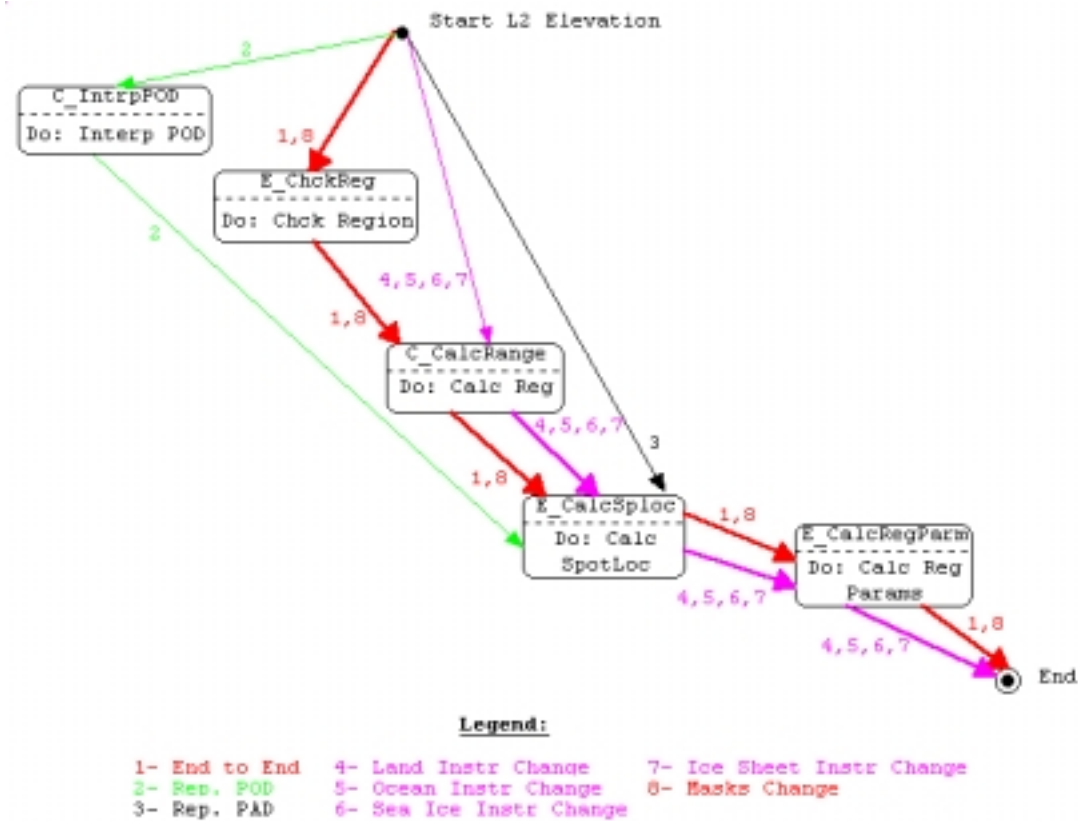 Start L2 Elevation
2
C_IntrpPOD
Do: Interp POD
1,8
E_ChckReg
Do: Chck Region
2
4,5,6,7
1,8
C_CalcRange
Do: Calc Reg
4,5,6,7
3
1,8
E_CalcSploc
Do: Calc
SpotLoc
1,8
E_CalcRegParm
Do: Calc Reg
Params
4,5,6,7
1,8
4,5,6,7
End
Legend:
1- End to End 4- Land Instr Change 7- Ice Sheet Instr Change
2- Rep. POD 5- Ocean Instr Change 8- Masks Change
3- Rep. PAD 6- Sea Ice Instr Change